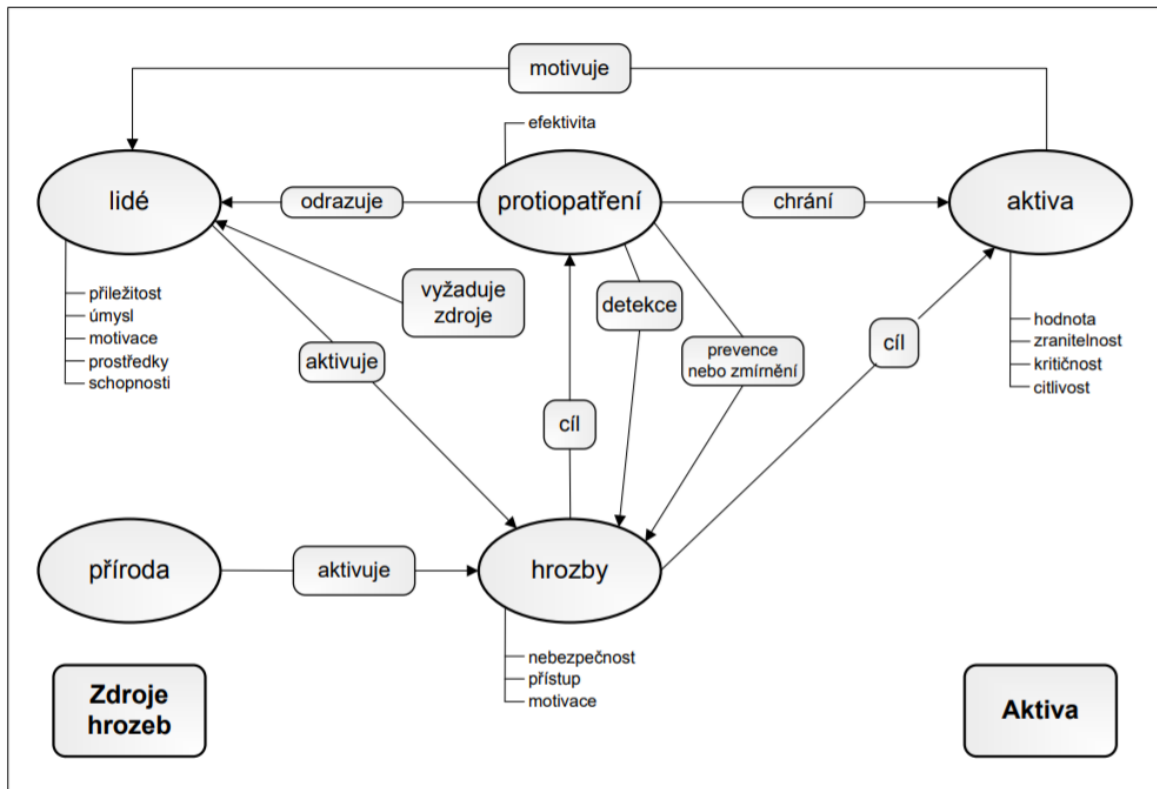 motivuje
efektivita
lidé
odrazuje
protiopatření
chrání
aktiva
přiležitost
úmysl
motivace
prostředky
schopnosti
vyžaduje
zdroje
detekce
prevence
nebo zmírnění
cíl
hodnota
zranitelnost
kritičnost
citlivost
aktivuje
cíl
příroda
aktivuje
hrozby
nebezpečnost
přístup
motivace
Zdroje
hrozeb
Aktiva